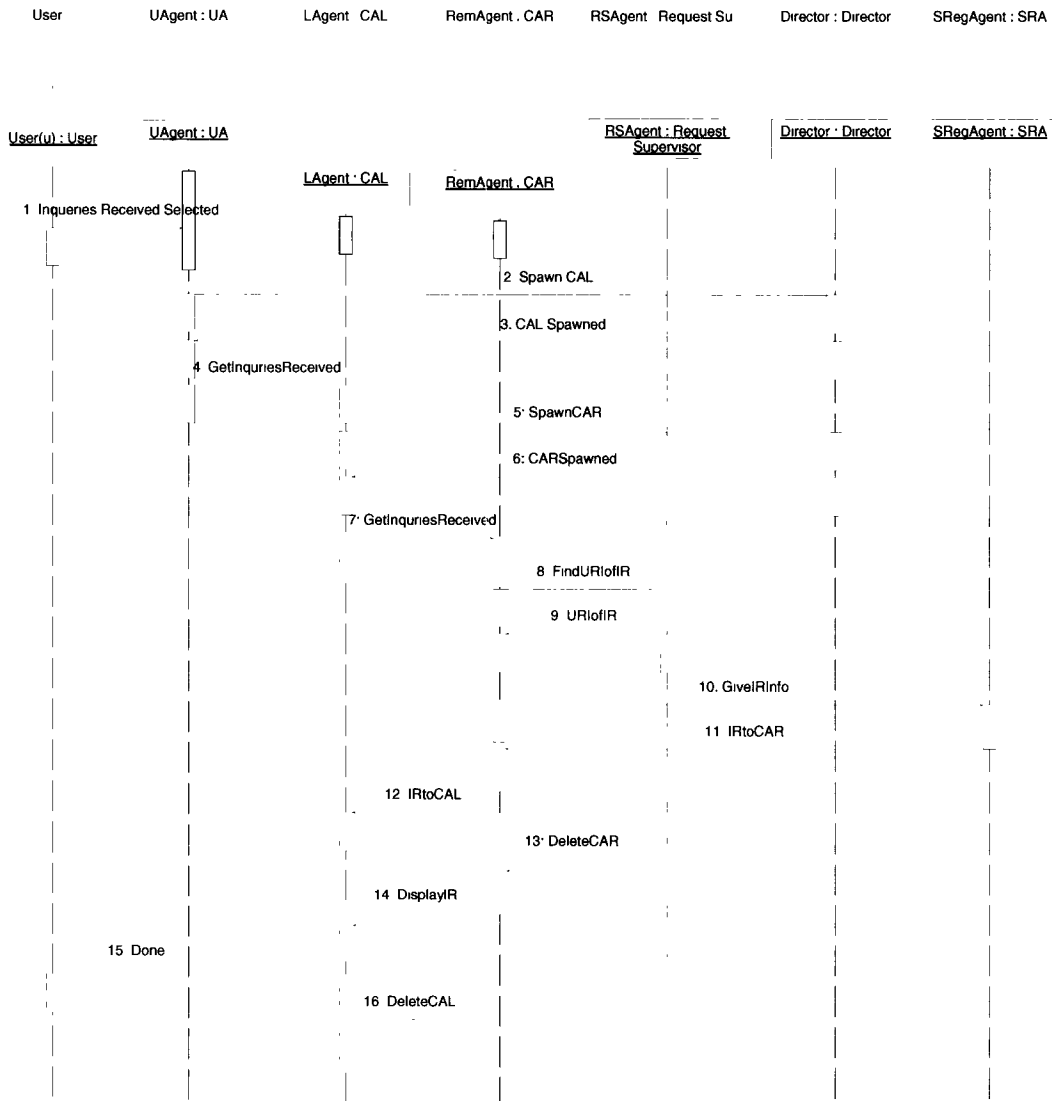 User
UAgent : UA
LAgent CAL
RemAgent . CAR
RSAgent Request Su
Director : Director
SRegAgent : SRA
User(u) : User
UAgent : UA
RSAgent : Request
Supervisor
Director : Director
SRegAgent : SRA
LAgent : CAL
RemAgent . CAR
1 Inqueries Received Selected
2 Spawn CAL
3. CAL Spawned
4 GetInquriesReceived
5: SpawnCAR
6: CARSpawned
7: GetInquriesReceived
8 FindURIofIR
9 URIofIR
10. GiveIRInfo
11 IRtoCAR
12 IRtoCAL
13: DeleteCAR
14 DisplayIR
15 Done
16 DeleteCAL